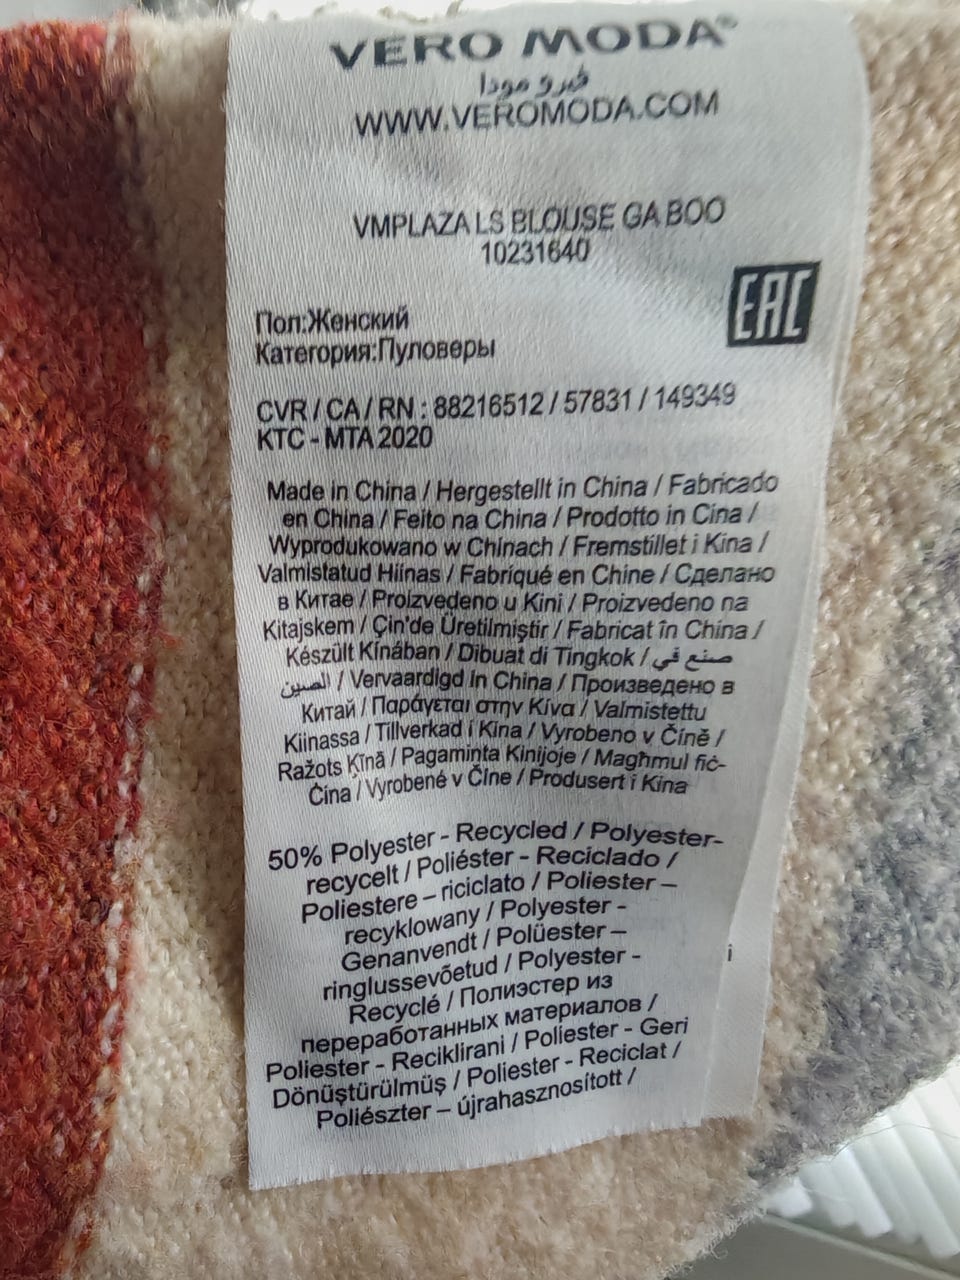 VERO MODA®
فيرو مودا
WWW.VEROMODA.COM
VMPLAZA LS BLOUSE GA BOO
10231640
EAC
Пол:Женский
Категория:Пуловеры
CVR / CA / RN : 88216512 / 57831 / 149349
KTC - MTA 2020
Made in China / Hergestellt in China / Fabricado
en China / Feito na China / Prodotto in Cina /
Wyprodukowano w Chinach / Fremstillet i Kina /
Valmistatud Hiinas / Fabriqué en Chine / Сделано
в Китае / Proizvedeno u Kini / Proizvedeno na
Kitajskem / Çin'de Üretilmiştir / Fabricat în China /
Készült Kínában / Dibuat di Tingkok / صنع في
الصين / Vervaardigd in China / Произведено в
Китай / Παράγεται στην Κίνα / Valmistettu
Kiinassa / Tillverkad i Kina / Vyrobeno v Číně /
Ražots Ķīnā / Pagaminta Kinijoje / Magħmul fiċ-
Ċina / Vyrobené v Číne / Produsert i Kina
50% Polyester - Recycled / Polyester-
recycelt / Poliéster - Reciclado /
Poliestere – riciclato / Poliester –
recyklowany / Polyester -
Genanvendt / Polüester –
ringlussevõetud / Polyester -
Recyclé / Полиэстер из
переработанных материалов /
Poliester - Reciklirani / Poliester - Geri
Dönüştürülmüş / Poliester - Reciclat /
Poliészter – újrahasznosított /
i